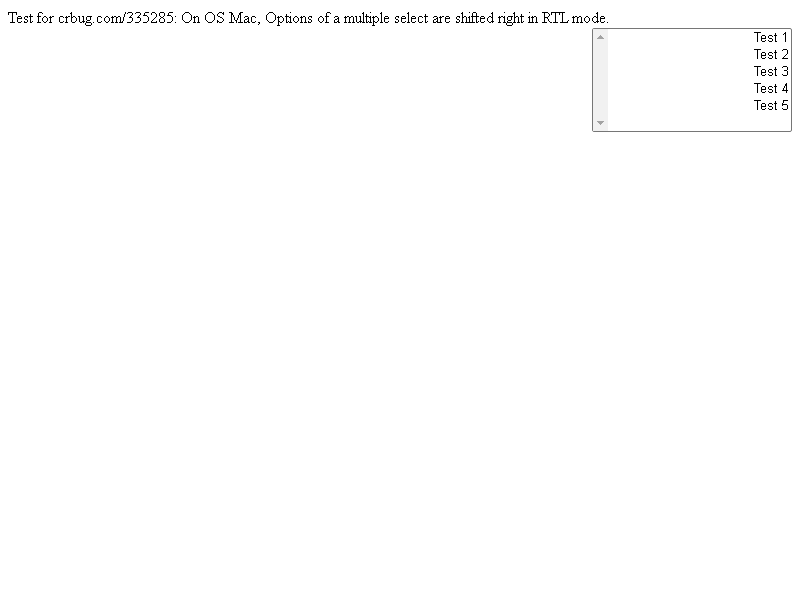 Test for crbug.com/335285: On OS Mac, Options of a multiple select are shifted right in RTL mode.
Test 1
Test 2
Test 3
Test 4
Test 5